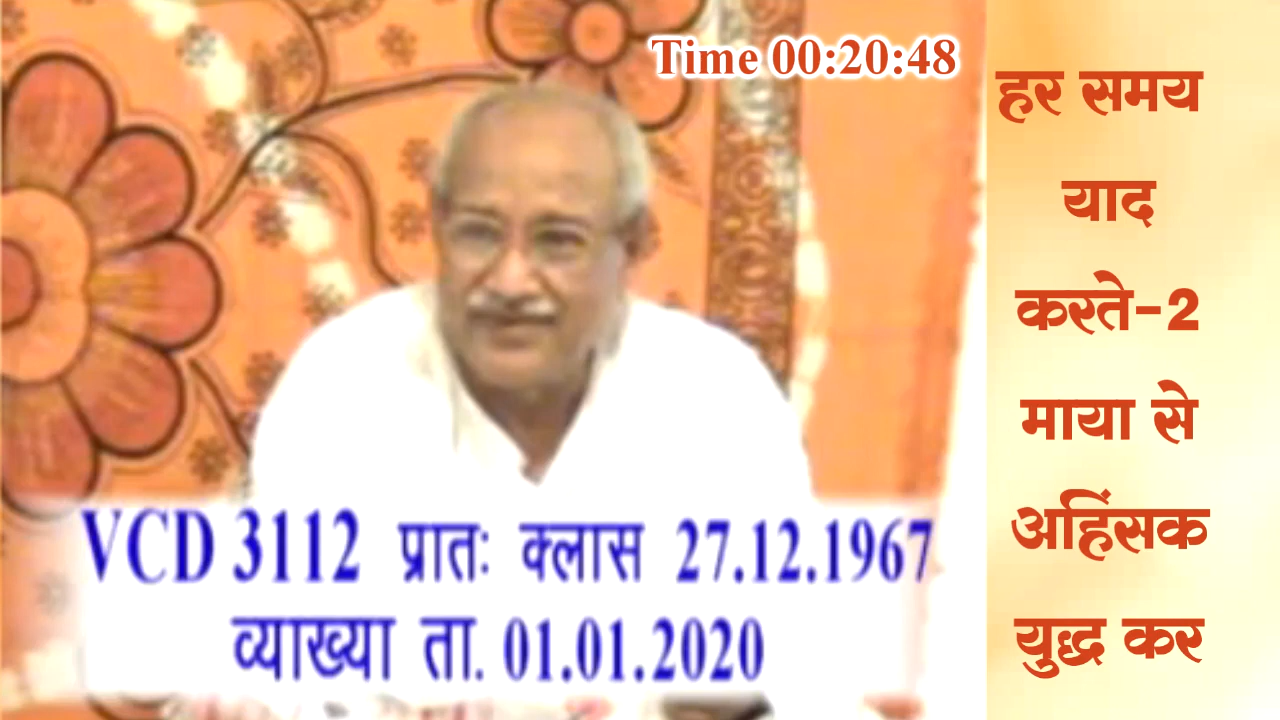 Time 00:20:48
हर समय
याद
करते-2
माया से
अहिंसक
युद्ध कर
VCD 3112 प्रातः क्लास 27.12.1967
व्याख्या ता. 01.01.2020